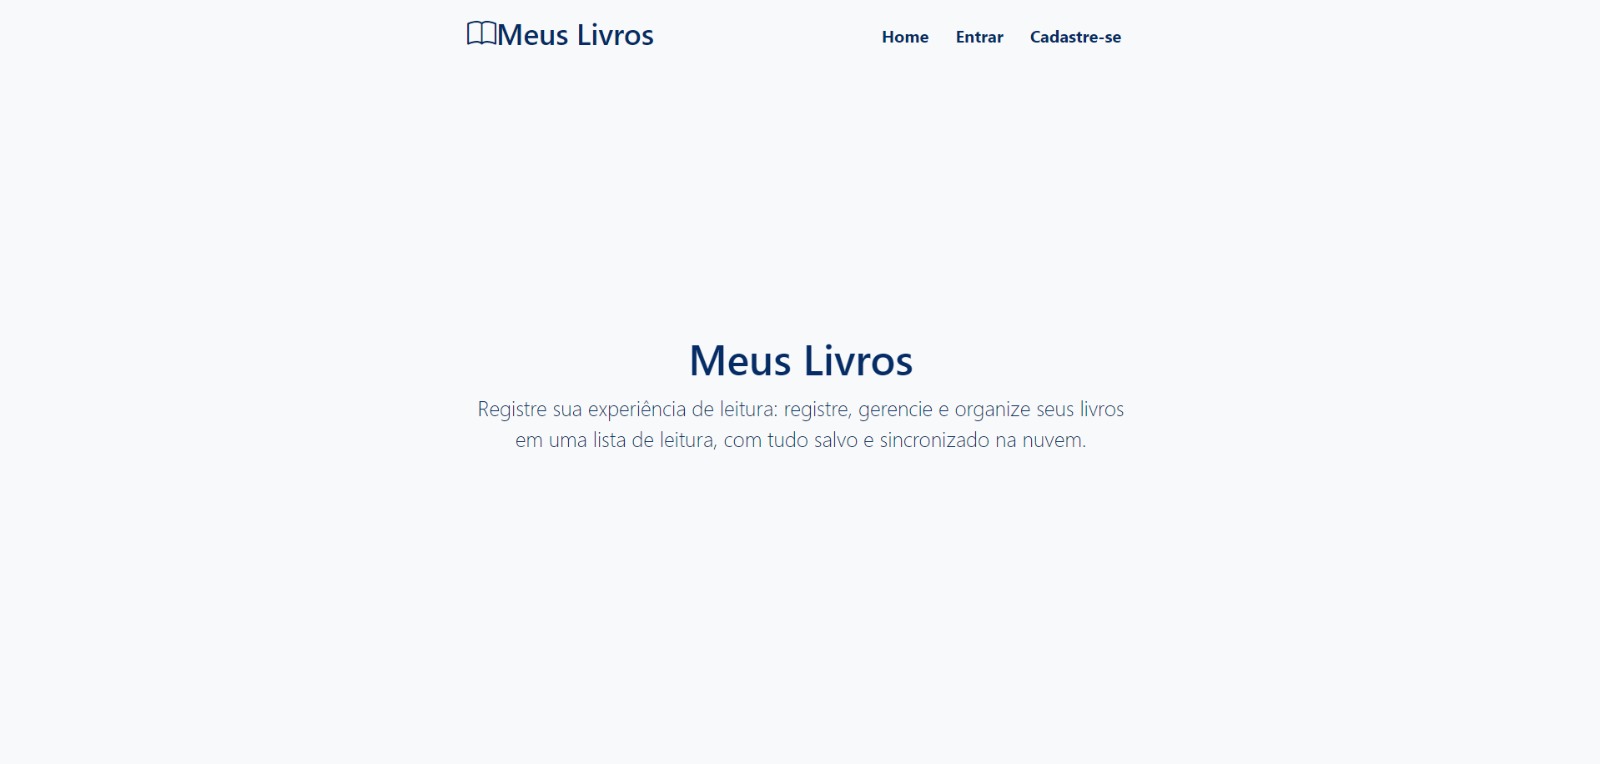 Meus Livros
Home Entrar Cadastre-se
Meus Livros
Registre sua experiência de leitura: registre, gerencie e organize seus livros
em uma lista de leitura, com tudo salvo e sincronizado na nuvem.